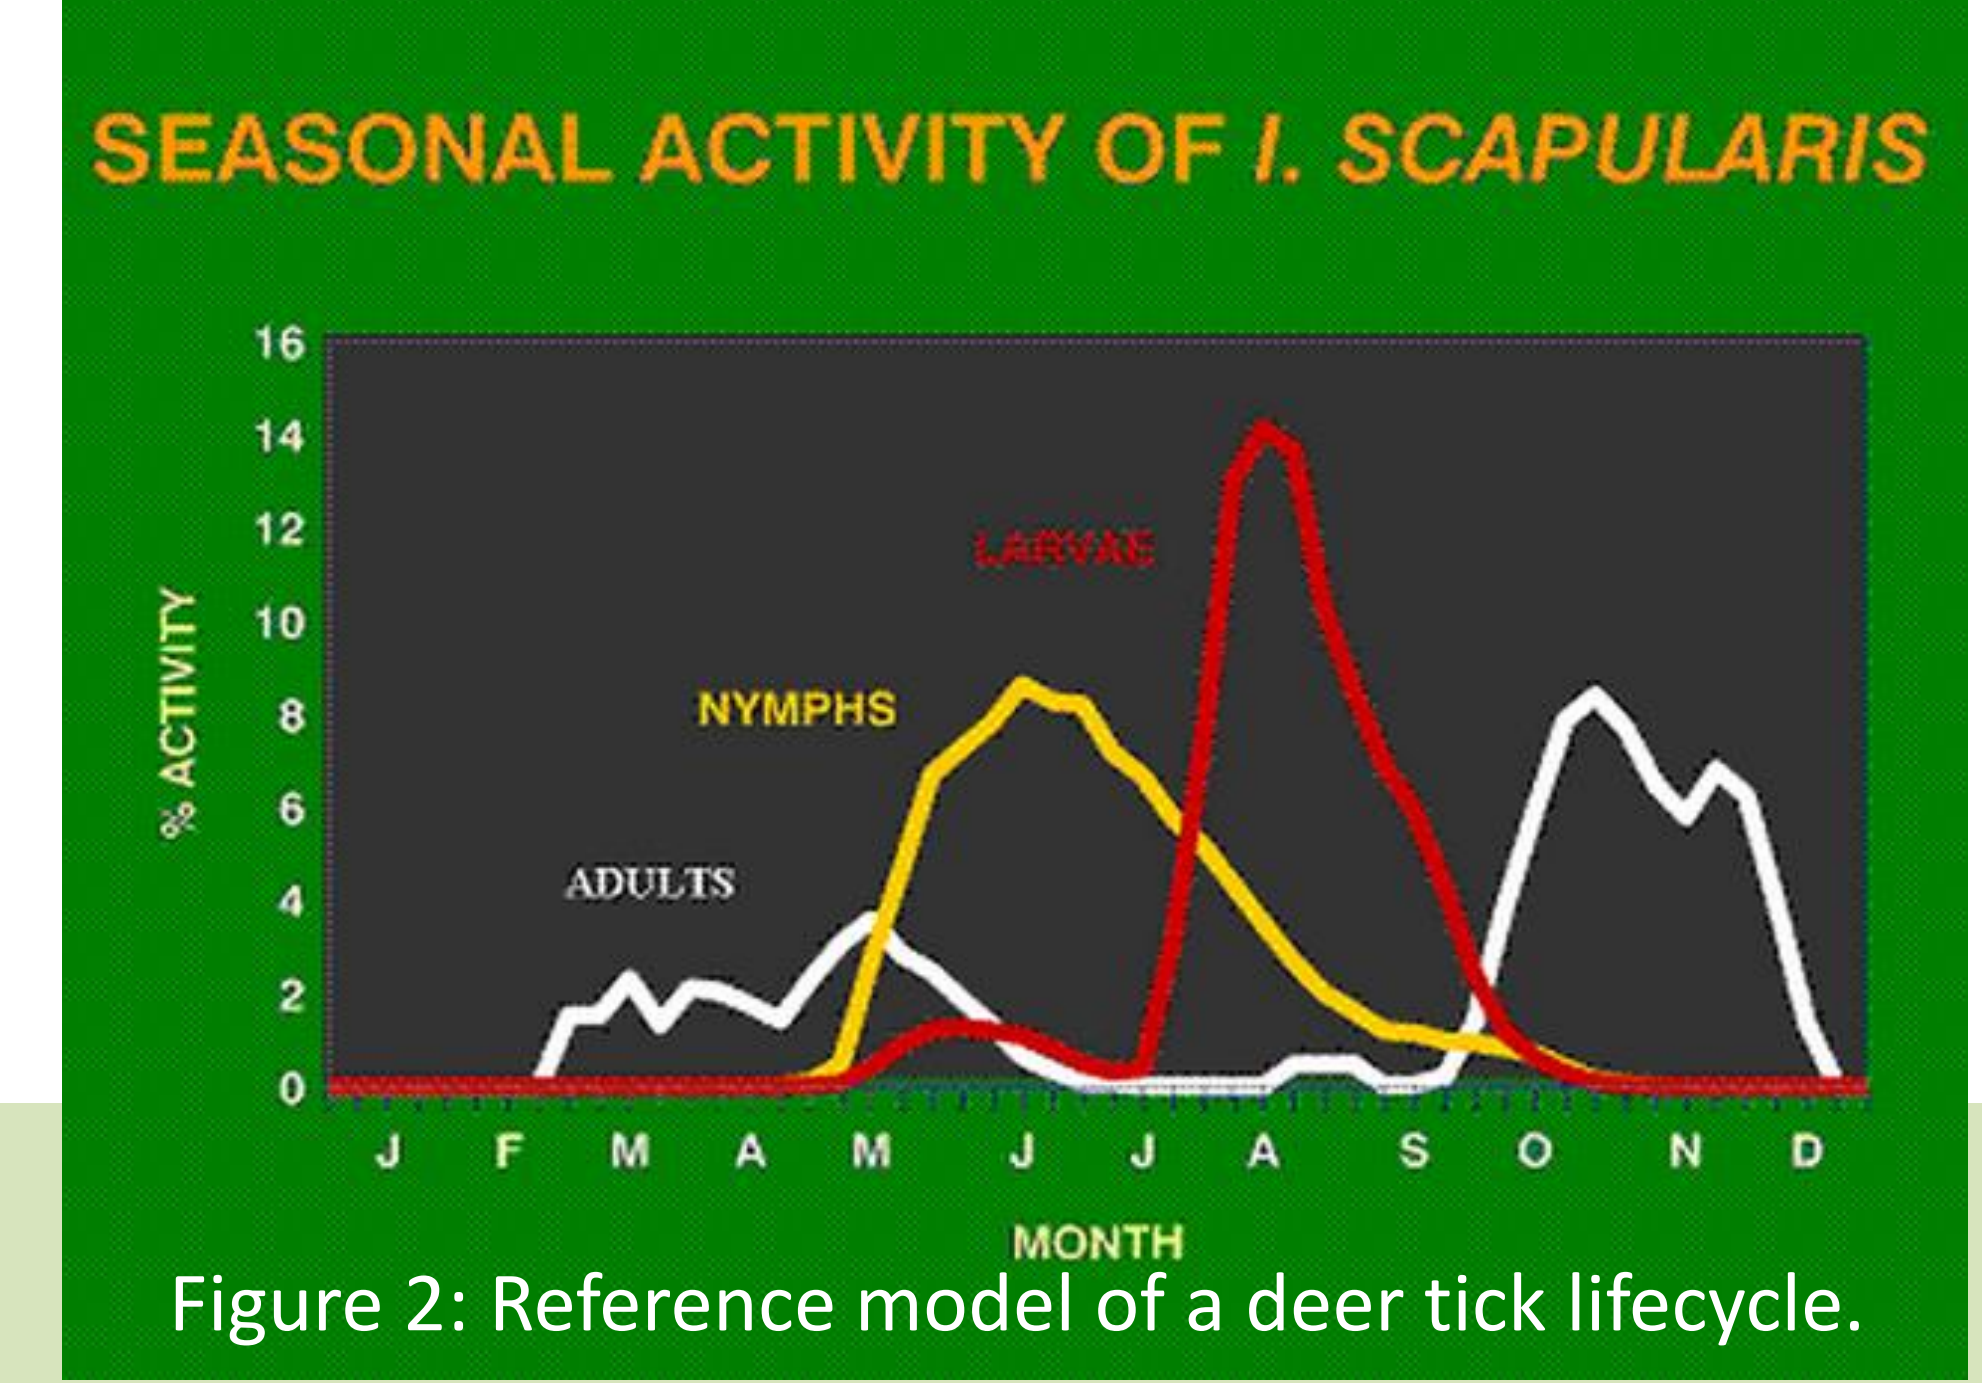 SEASONAL ACTIVITY OF I. SCAPULARIS
16
14
12
10
8
6
4
2
0
% ACTIVITY
LARVAE
NYMPHS
ADULTS
J F M A M J J A S O N D
MONTH
Figure 2: Reference model of a deer tick lifecycle.